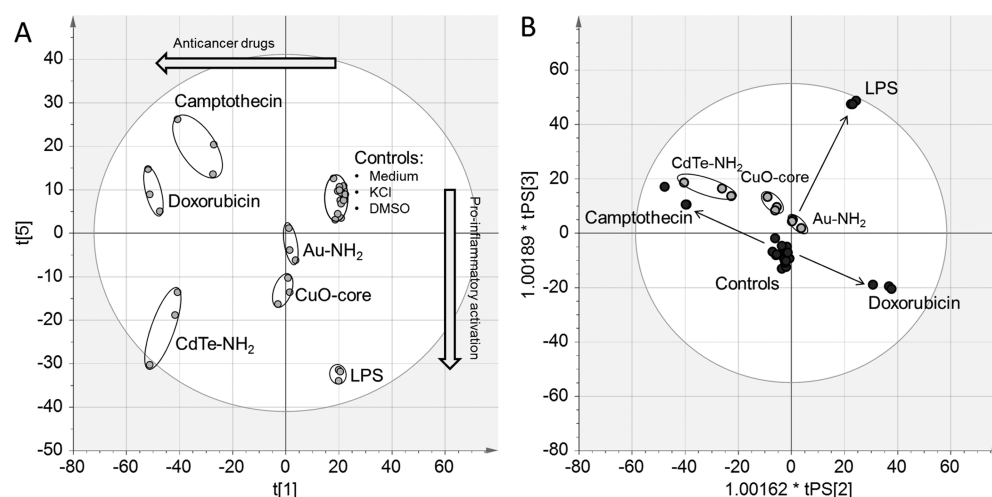 A
Anticancer drugs
Camptothecin
Controls:
• Medium
• KCl
• DMSO
Doxorubicin
Au-NH2
CuO-core
CdTe-NH2
LPS
Pro-inflammatory activation
t[5]
40
30
20
10
0
-10
-20
-30
-40
-50
-80
-60
-40
-20
0
20
40
60
t[1]
B
LPS
CdTe-NH2
CuO-core
Camptothecin
Au-NH2
Controls
Doxorubicin
1.00189 * tPS[3]
60
40
20
0
-20
-40
-60
-80
-80
-60
-40
-20
0
20
40
60
1.00162 * tPS[2]